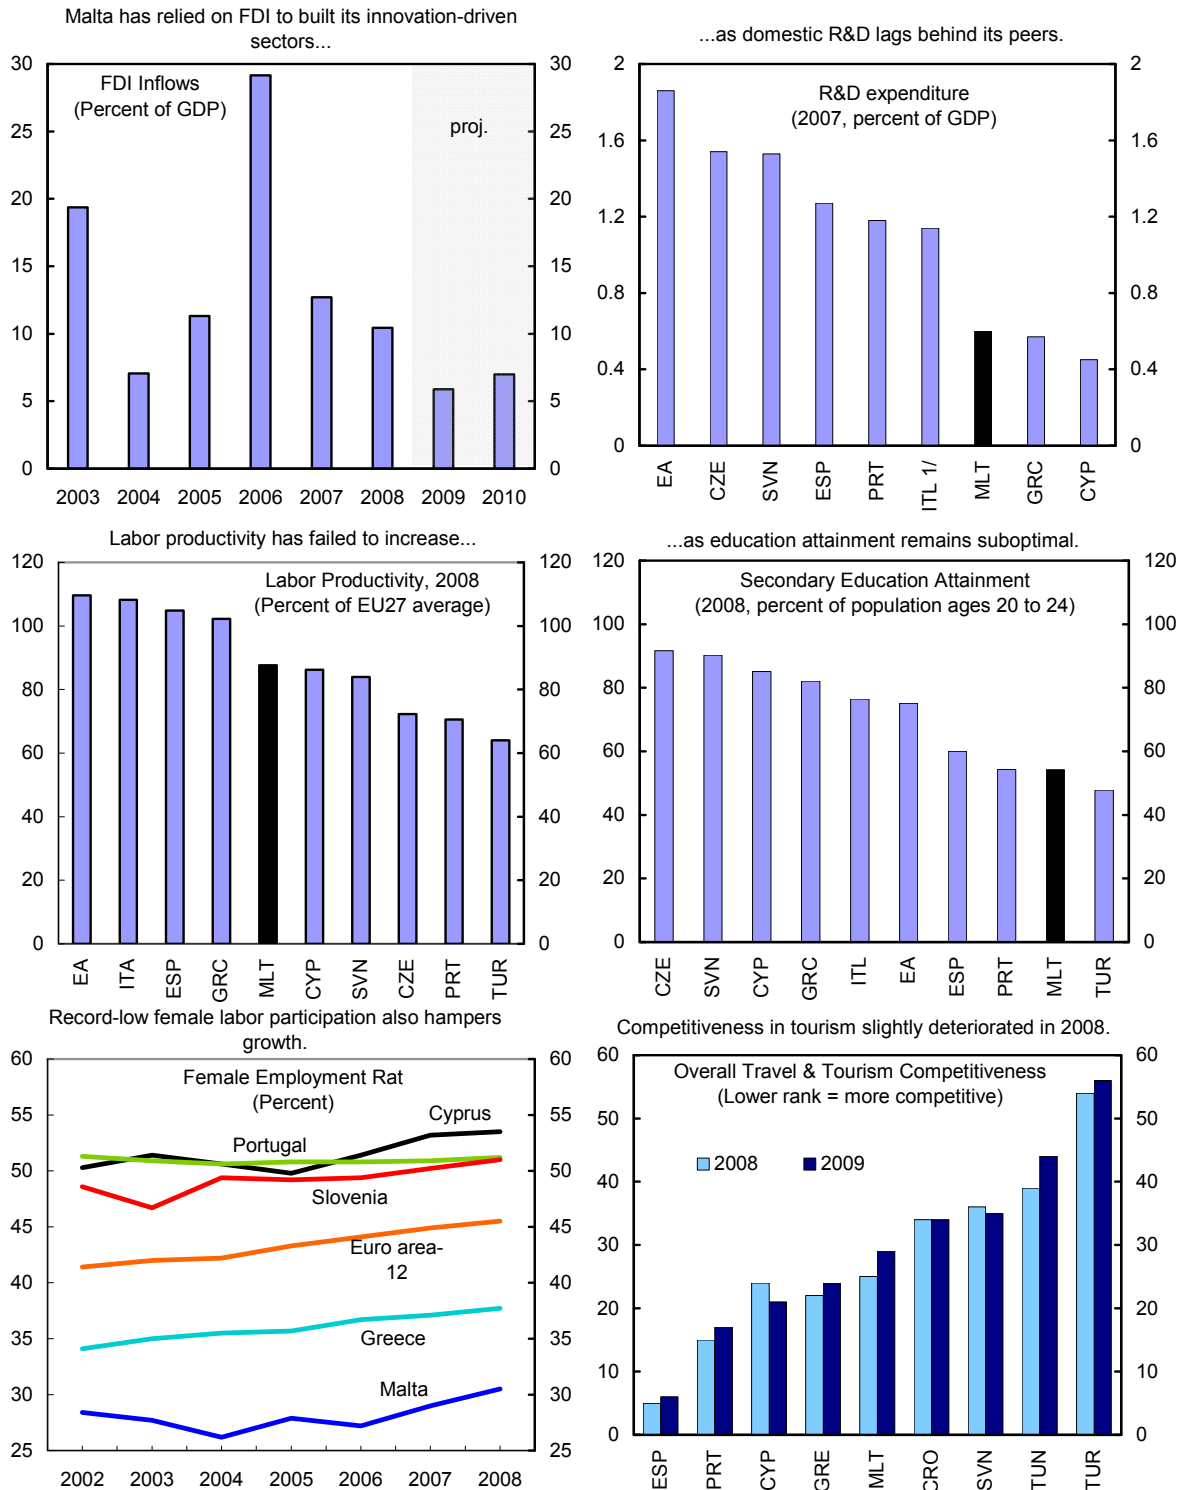 Malta has relied on FDI to built its innovation-driven
sectors...
30
25
20
15
10
5
0
FDI Inflows
(Percent of GDP)
proj.
30
25
20
15
10
5
0
2003 2004 2005 2006 2007 2008 2009 2010
...as domestic R&D lags behind its peers.
2
1.6
1.2
0.8
0.4
0
R&D expenditure
(2007, percent of GDP)
2
1.6
1.2
0.8
0.4
0
EA CZE SVN ESP PRT ITL 1/ MLT GRC CYP
Labor productivity has failed to increase...
120
100
80
60
40
20
0
Labor Productivity, 2008
(Percent of EU27 average)
120
100
80
60
40
20
0
EA ITA ESP GRC MLT CYP SVN CZE PRT TUR
...as education attainment remains suboptimal.
120
100
80
60
40
20
0
Secondary Education Attainment
(2008, percent of population ages 20 to 24)
120
100
80
60
40
20
0
CZE SVN CYP GRC ITL EA ESP PRT MLT TUR
Record-low female labor participation also hampers
growth.
60
55
50
45
40
35
30
25
Female Employment Rat
(Percent)
Cyprus
Portugal
Slovenia
Euro area-
12
Greece
Malta
60
55
50
45
40
35
30
25
2002 2003 2004 2005 2006 2007 2008
Competitiveness in tourism slightly deteriorated in 2008.
60
50
40
30
20
10
0
Overall Travel & Tourism Competitiveness
(Lower rank = more competitive)
2008 2009
60
50
40
30
20
10
0
ESP PRT CYP GRE MLT CRO SVN TUN TUR